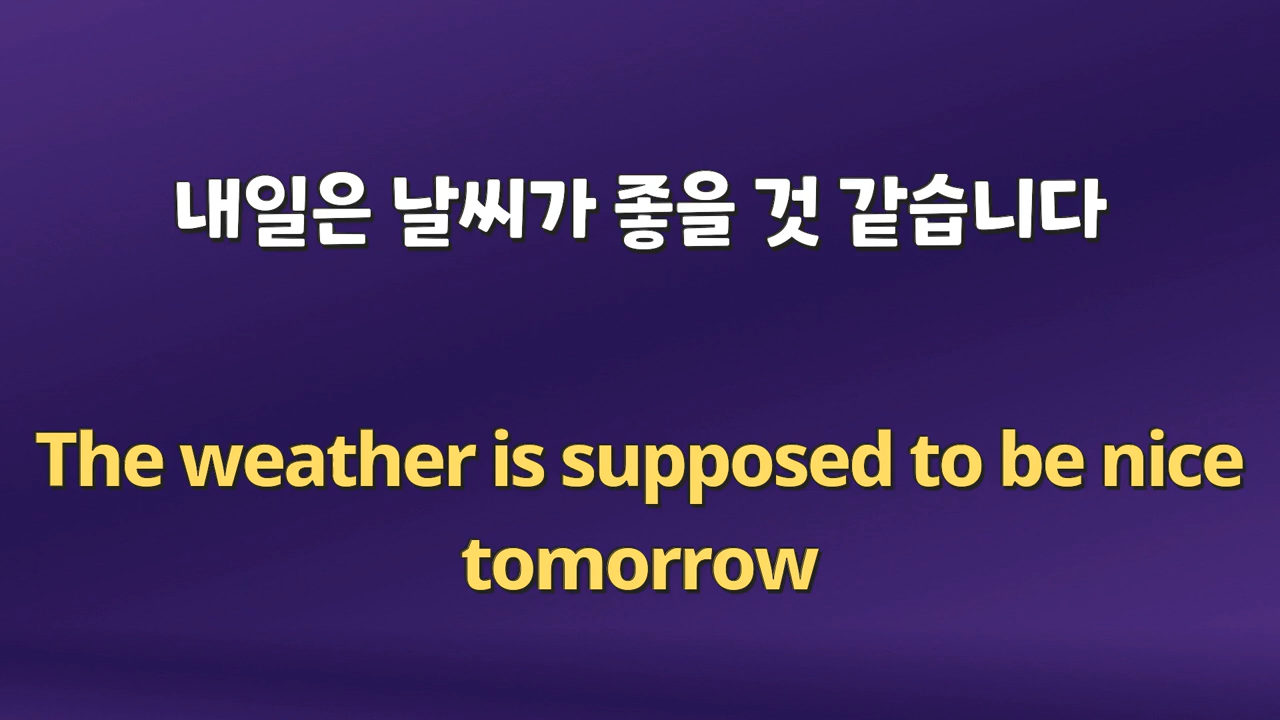 내일은 날씨가 좋을 것 같습니다
The weather is supposed to be nice
tomorrow